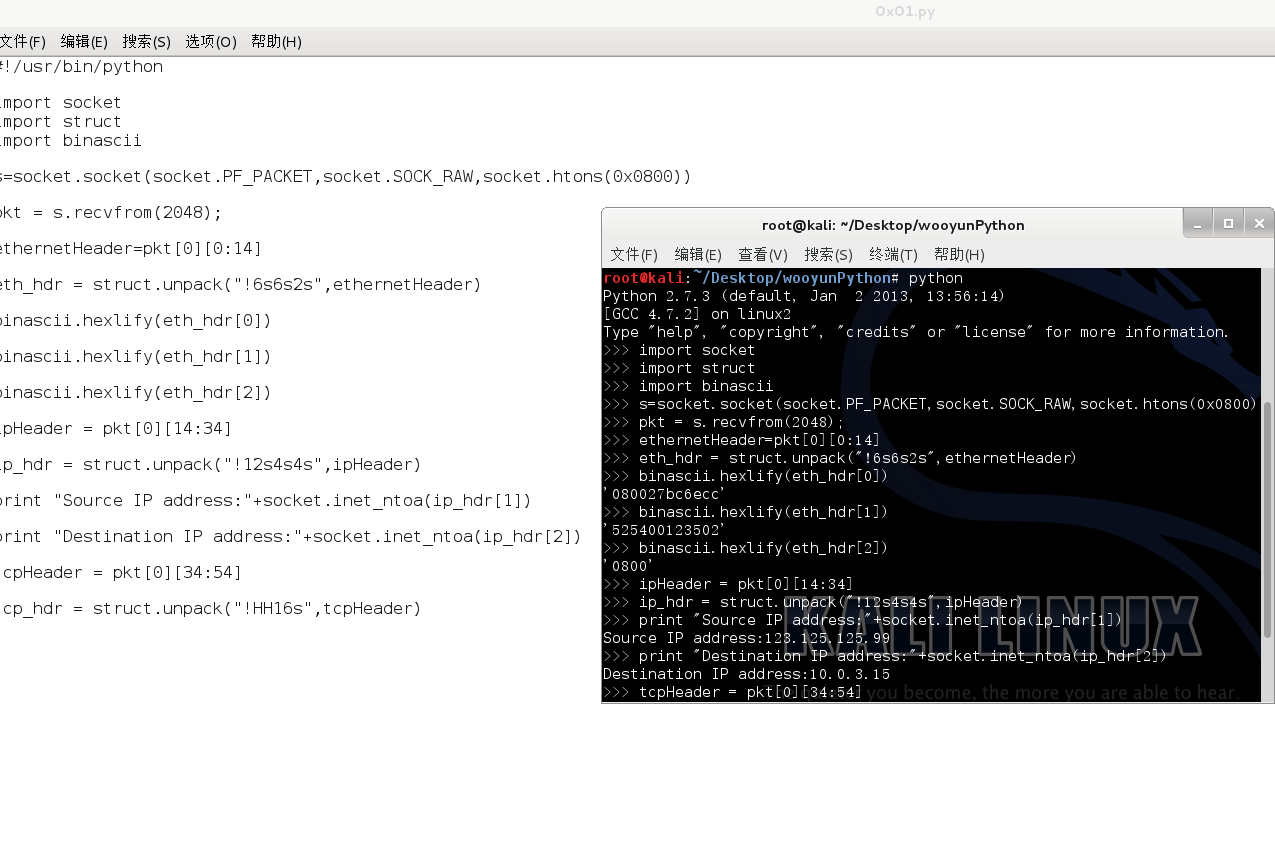 0x01.py
文件(F) 编辑(E) 搜索(S) 选项(O) 帮助(H)
#!/usr/bin/python
import socket
import struct
import binascii
s=socket.socket(socket.PF_PACKET,socket.SOCK_RAW,socket.htons(0x0800))
pkt = s.recvfrom(2048);
ethernetHeader=pkt[0][0:14]
eth_hdr = struct.unpack("!6s6s2s",ethernetHeader)
binascii.hexlify(eth_hdr[0])
binascii.hexlify(eth_hdr[1])
binascii.hexlify(eth_hdr[2])
ipHeader = pkt[0][14:34]
ip_hdr = struct.unpack("!12s4s4s",ipHeader)
print "Source IP address:"+socket.inet_ntoa(ip_hdr[1])
print "Destination IP address:"+socket.inet_ntoa(ip_hdr[2])
tcpHeader = pkt[0][34:54]
tcp_hdr = struct.unpack("!HH16s",tcpHeader)
root@kali: ~/Desktop/wooyunPython
文件(F) 编辑(E) 查看(V) 搜索(S) 终端(T) 帮助(H)
root@kali:~/Desktop/wooyunPython# python
Python 2.7.3 (default, Jan  2 2013, 13:56:14)
[GCC 4.7.2] on linux2
Type "help", "copyright", "credits" or "license" for more information.
>>> import socket
>>> import struct
>>> import binascii
>>> s=socket.socket(socket.PF_PACKET,socket.SOCK_RAW,socket.htons(0x0800)
>>> pkt = s.recvfrom(2048);
>>> ethernetHeader=pkt[0][0:14]
>>> eth_hdr = struct.unpack("!6s6s2s",ethernetHeader)
>>> binascii.hexlify(eth_hdr[0])
'080027bc6ecc'
>>> binascii.hexlify(eth_hdr[1])
'525400123502'
>>> binascii.hexlify(eth_hdr[2])
'0800'
>>> ipHeader = pkt[0][14:34]
>>> ip_hdr = struct.unpack("!12s4s4s",ipHeader)
>>> print "Source IP address:"+socket.inet_ntoa(ip_hdr[1])
Source IP address:123.125.125.99
>>> print "Destination IP address:"+socket.inet_ntoa(ip_hdr[2])
Destination IP address:10.0.3.15
>>> tcpHeader = pkt[0][34:54]
KALI LINUX
you become, the more you are able to hear.